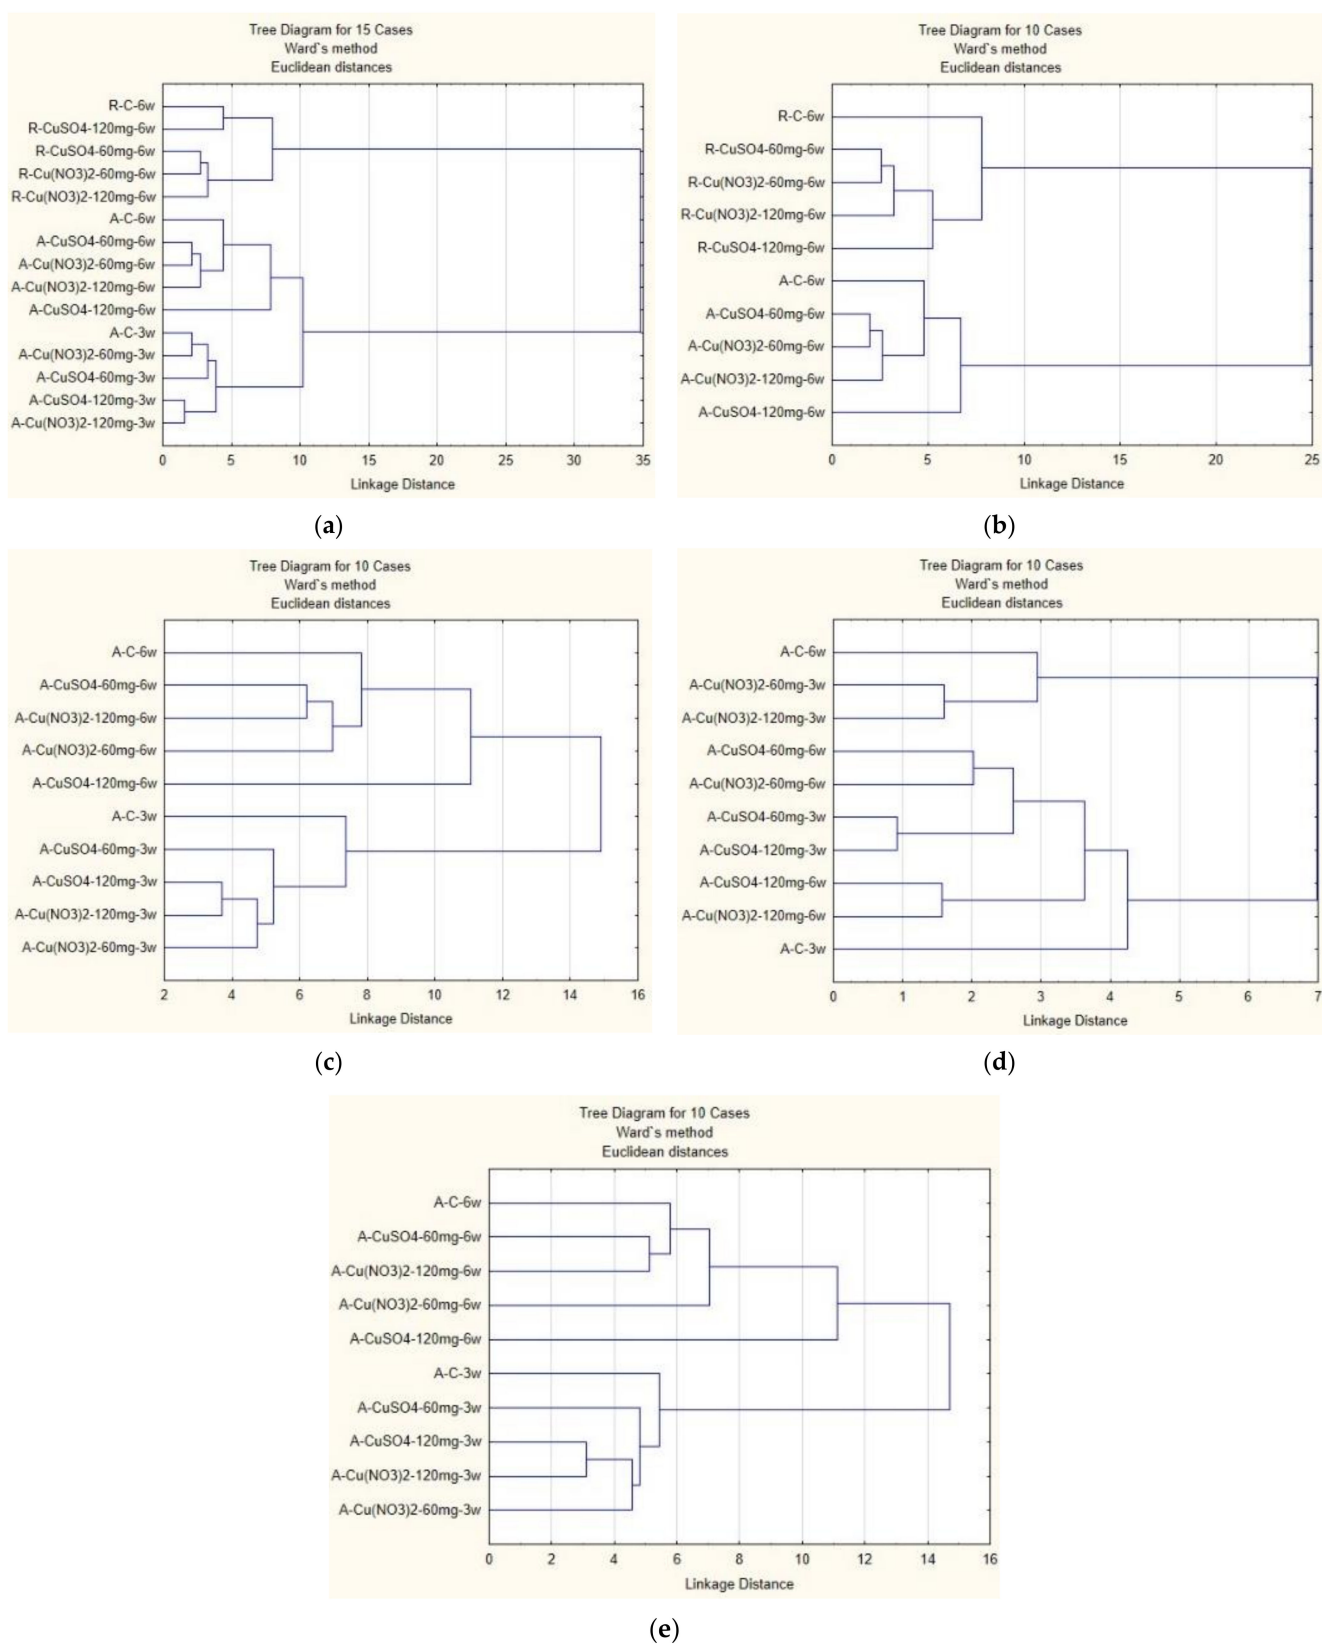 Tree Diagram for 15 Cases
Ward`s method
Euclidean distances
R-C-6w
R-CuSO4-120mg-6w
R-CuSO4-60mg-6w
R-Cu(NO3)2-60mg-6w
R-Cu(NO3)2-120mg-6w
A-C-6w
A-CuSO4-60mg-6w
A-Cu(NO3)2-60mg-6w
A-Cu(NO3)2-120mg-6w
A-CuSO4-120mg-6w
A-C-3w
A-Cu(NO3)2-60mg-3w
A-CuSO4-60mg-3w
A-CuSO4-120mg-3w
A-Cu(NO3)2-120mg-3w
0 5 10 15 20 25 30 35
Linkage Distance
(a)
Tree Diagram for 10 Cases
Ward`s method
Euclidean distances
R-C-6w
R-CuSO4-60mg-6w
R-Cu(NO3)2-60mg-6w
R-Cu(NO3)2-120mg-6w
R-CuSO4-120mg-6w
A-C-6w
A-CuSO4-60mg-6w
A-Cu(NO3)2-60mg-6w
A-Cu(NO3)2-120mg-6w
A-CuSO4-120mg-6w
0 5 10 15 20 25
Linkage Distance
(b)
Tree Diagram for 10 Cases
Ward`s method
Euclidean distances
A-C-6w
A-CuSO4-60mg-6w
A-Cu(NO3)2-120mg-6w
A-Cu(NO3)2-60mg-6w
A-CuSO4-120mg-6w
A-C-3w
A-CuSO4-60mg-3w
A-CuSO4-120mg-3w
A-Cu(NO3)2-120mg-3w
A-Cu(NO3)2-60mg-3w
2 4 6 8 10 12 14 16
Linkage Distance
(c)
Tree Diagram for 10 Cases
Ward`s method
Euclidean distances
A-C-6w
A-Cu(NO3)2-60mg-3w
A-Cu(NO3)2-120mg-3w
A-CuSO4-60mg-6w
A-Cu(NO3)2-60mg-6w
A-CuSO4-60mg-3w
A-CuSO4-120mg-3w
A-CuSO4-120mg-6w
A-Cu(NO3)2-120mg-6w
A-C-3w
0 1 2 3 4 5 6 7
Linkage Distance
(d)
Tree Diagram for 10 Cases
Ward`s method
Euclidean distances
A-C-6w
A-CuSO4-60mg-6w
A-Cu(NO3)2-120mg-6w
A-Cu(NO3)2-60mg-6w
A-CuSO4-120mg-6w
A-C-3w
A-CuSO4-60mg-3w
A-CuSO4-120mg-3w
A-Cu(NO3)2-120mg-3w
A-Cu(NO3)2-60mg-3w
0 2 4 6 8 10 12 14 16
Linkage Distance
(e)